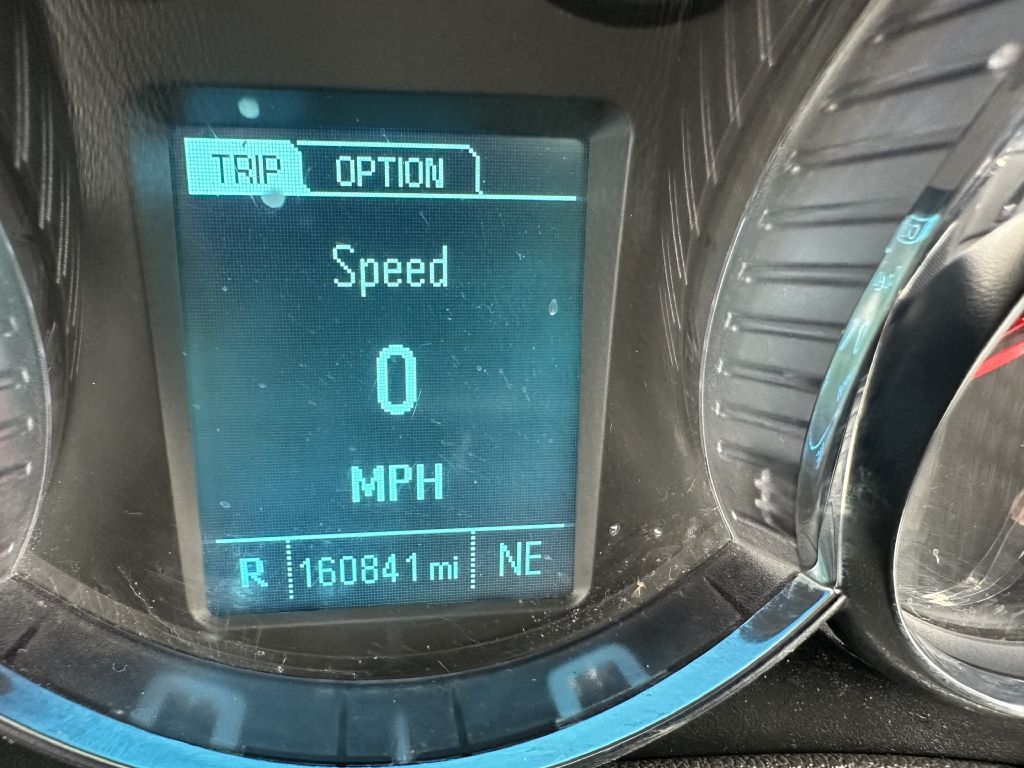 TRIP OPTION
Speed
0
MPH
R 160841 mi NE